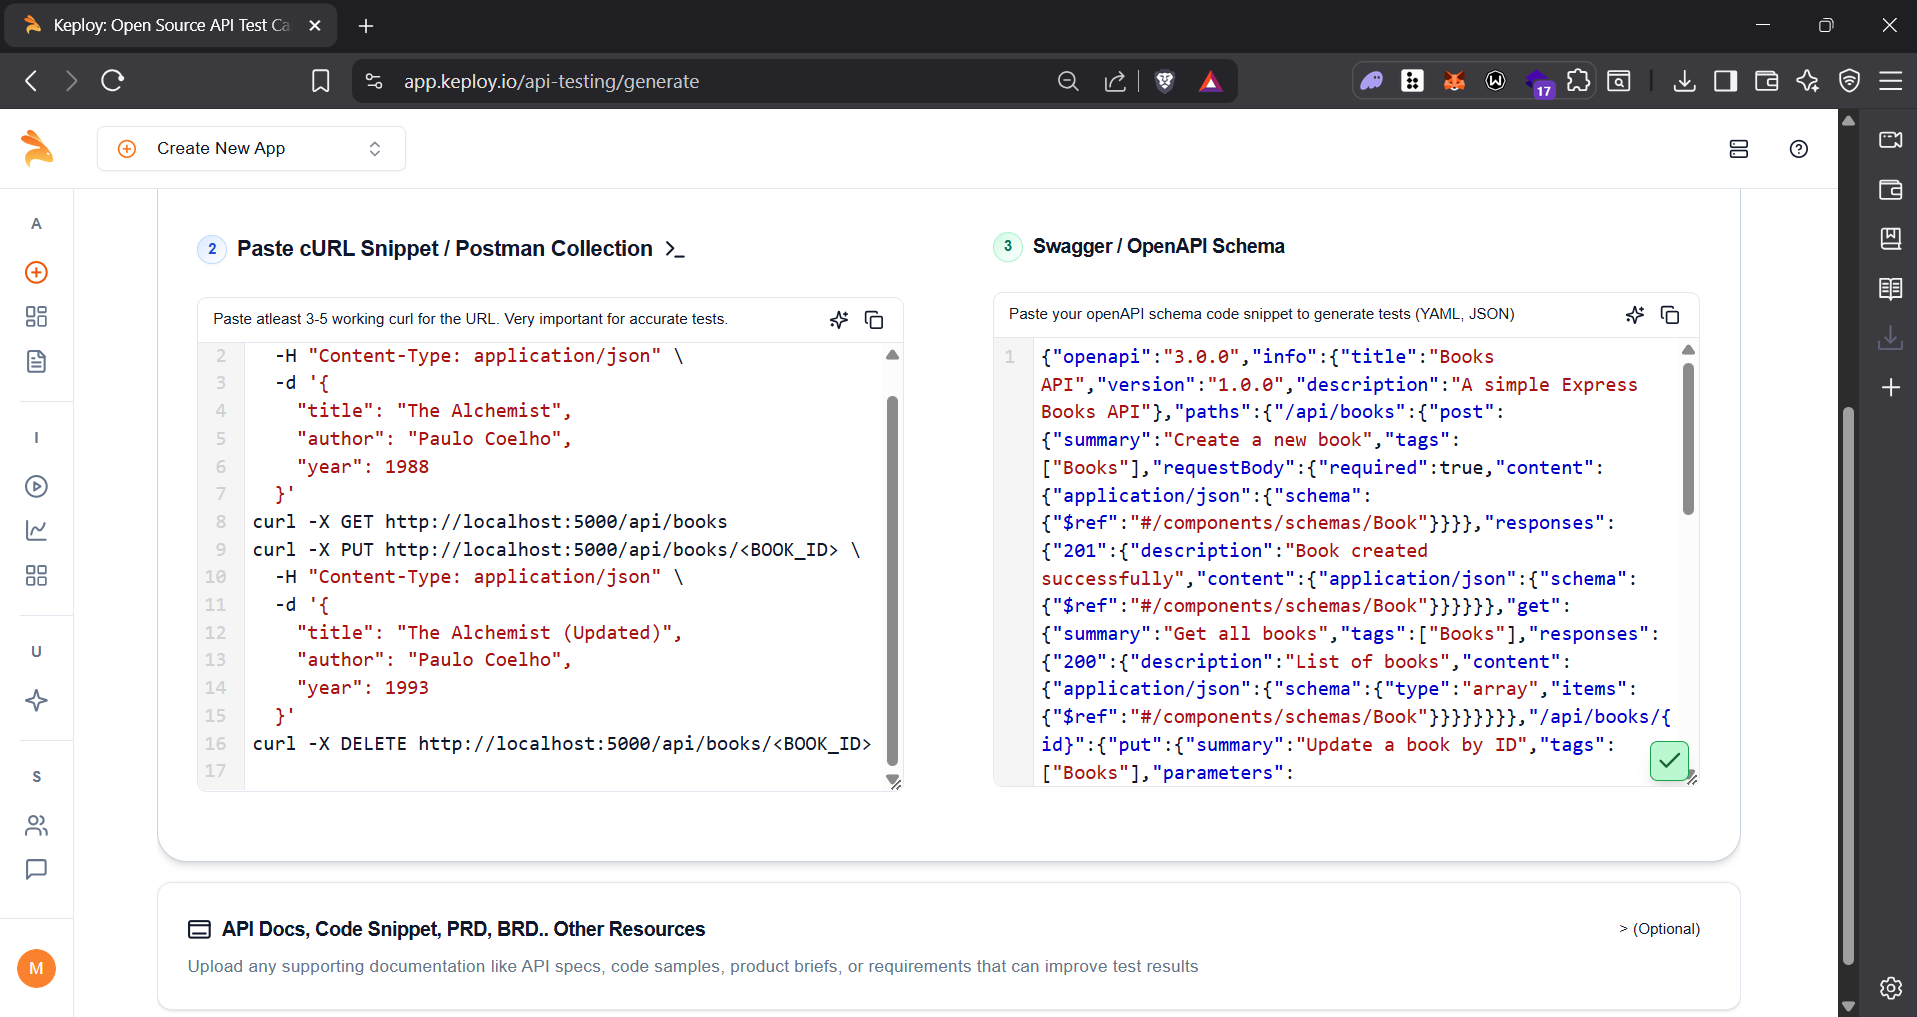 Keploy: Open Source API Test Ca
app.keploy.io/api-testing/generate
17
Create New App
A
I
U
S
M
2 Paste cURL Snippet / Postman Collection >_
Paste atleast 3-5 working curl for the URL. Very important for accurate tests.
2 -H "Content-Type: application/json" \
3 -d '{
4 "title": "The Alchemist",
5 "author": "Paulo Coelho",
6 "year": 1988
7 }'
8 curl -X GET http://localhost:5000/api/books
9 curl -X PUT http://localhost:5000/api/books/<BOOK_ID> \
10 -H "Content-Type: application/json" \
11 -d '{
12 "title": "The Alchemist (Updated)",
13 "author": "Paulo Coelho",
14 "year": 1993
15 }'
16 curl -X DELETE http://localhost:5000/api/books/<BOOK_ID>
17
3 Swagger / OpenAPI Schema
Paste your openAPI schema code snippet to generate tests (YAML, JSON)
1 {"openapi":"3.0.0","info":{"title":"Books
API","version":"1.0.0","description":"A simple Express
Books API"},"paths":{"/api/books":{"post":
{"summary":"Create a new book","tags":
["Books"],"requestBody":{"required":true,"content":
{"application/json":{"schema":
{"$ref":"#/components/schemas/Book"}}}},"responses":
{"201":{"description":"Book created
successfully","content":{"application/json":{"schema":
{"$ref":"#/components/schemas/Book"}}}}}},"get":
{"summary":"Get all books","tags":["Books"],"responses":
{"200":{"description":"List of books","content":
{"application/json":{"schema":{"type":"array","items":
{"$ref":"#/components/schemas/Book"}}}}}}}},"/api/books/{
id}":{"put":{"summary":"Update a book by ID","tags":
["Books"],"parameters":
API Docs, Code Snippet, PRD, BRD.. Other Resources
> (Optional)
Upload any supporting documentation like API specs, code samples, product briefs, or requirements that can improve test results